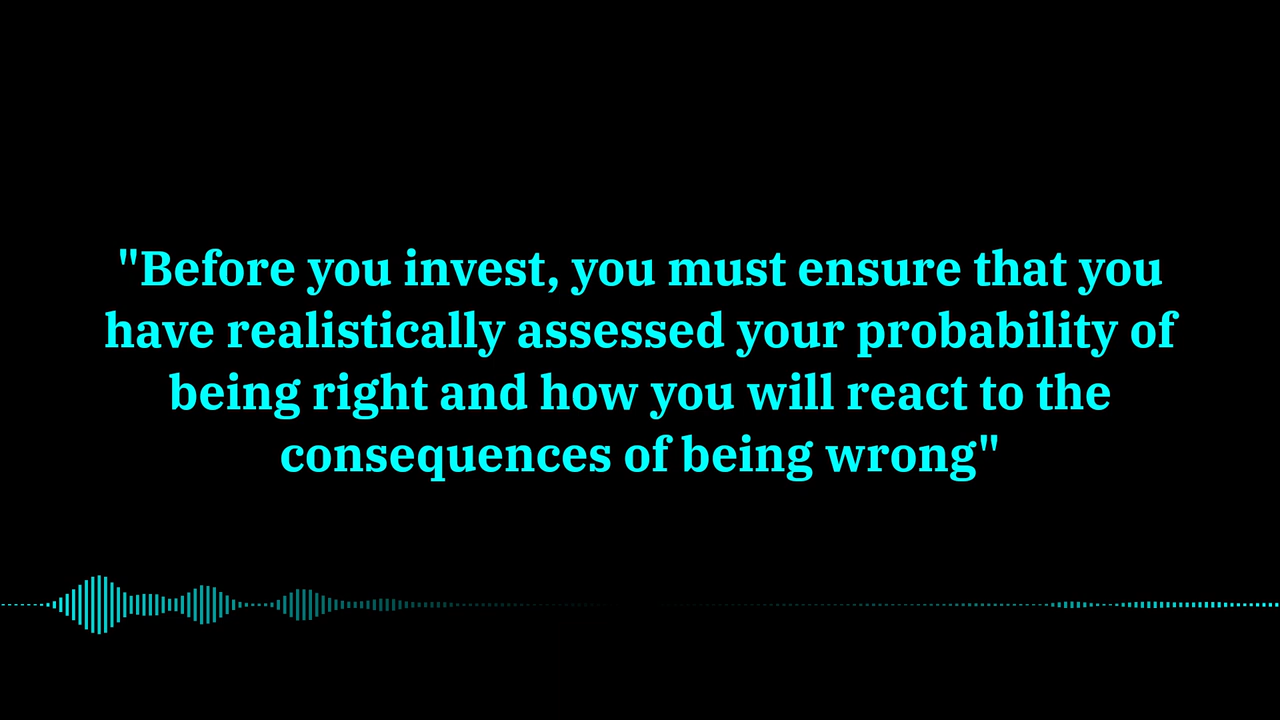 "Before you invest, you must ensure that you
have realistically assessed your probability of
being right and how you will react to the
consequences of being wrong"